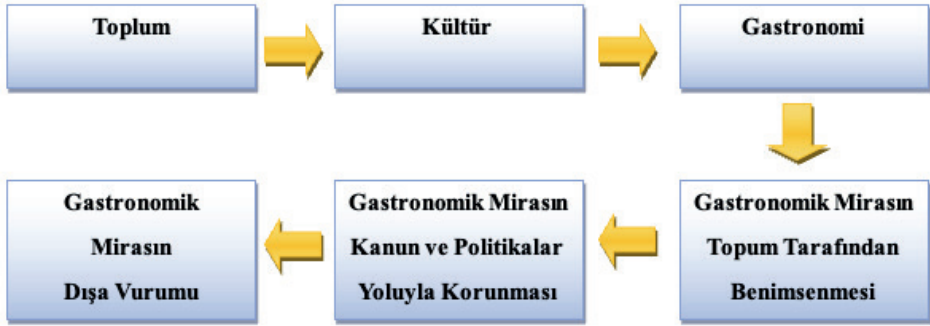 Toplum
Kültür
Gastronomi
Gastronomik Mirasın
Topum Tarafından
Benimsenmesi
Gastronomik Mirasın
Kanun ve Politikalar
Yoluyla Korunması
Gastronomik
Mirasın
Dışa Vurumu